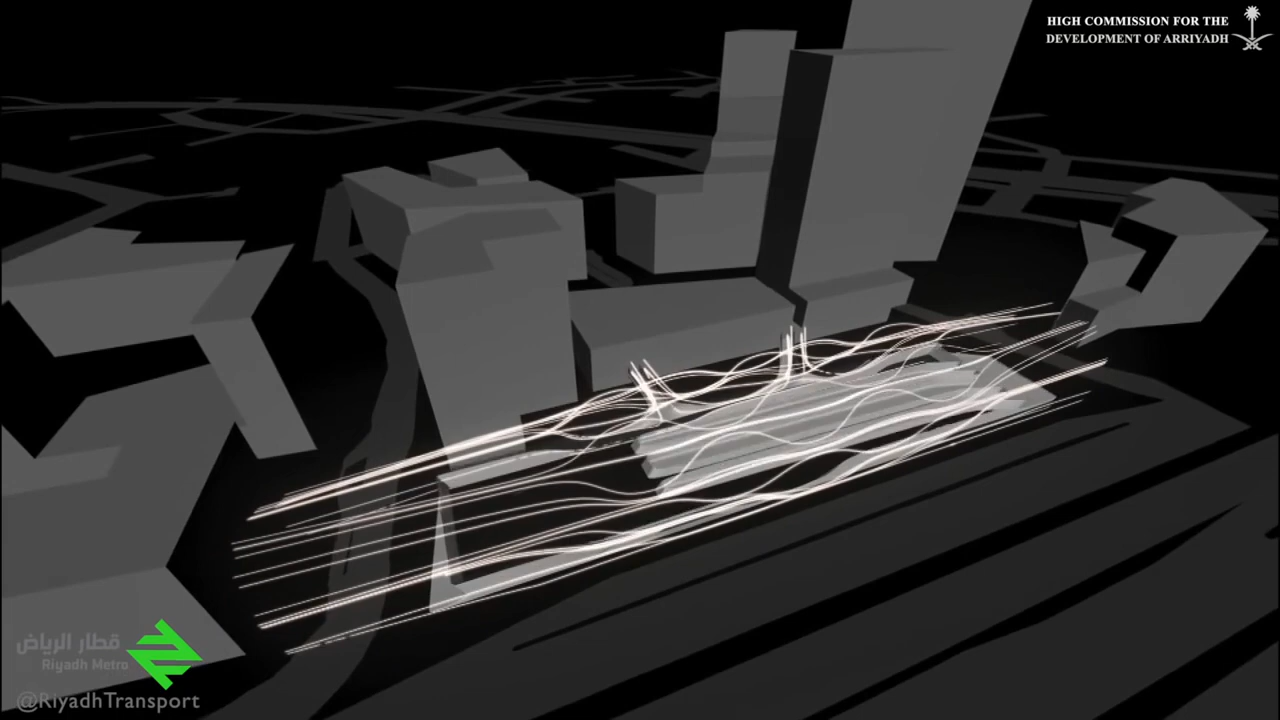 HIGH COMMISSION FOR THE
DEVELOPMENT OF ARRIYADH
قطار الرياض
Riyadh Metro
@RiyadhTransport